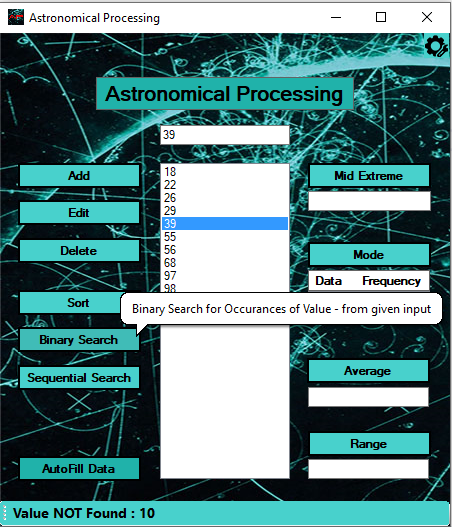 Astronomical Processing
Astronomical Processing
39
Add
Edit
Delete
Sort
Binary Search
Sequential Search
AutoFill Data
18
22
26
29
39
55
56
68
97
98
Binary Search for Occurances of Value - from given input
Mid Extreme
Mode
Data Frequency
Average
Range
Value NOT Found : 10